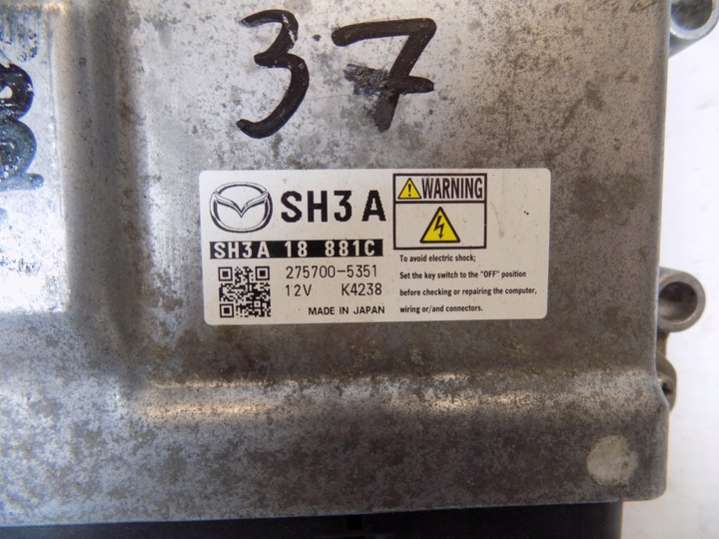 37
SH3A
SH3A 18 881C
275700-5351
12V K4238
MADE IN JAPAN
WARNING
To avoid electric shock;
Set the key switch to the "OFF" position
before checking or repairing the computer,
wiring or/and connectors.